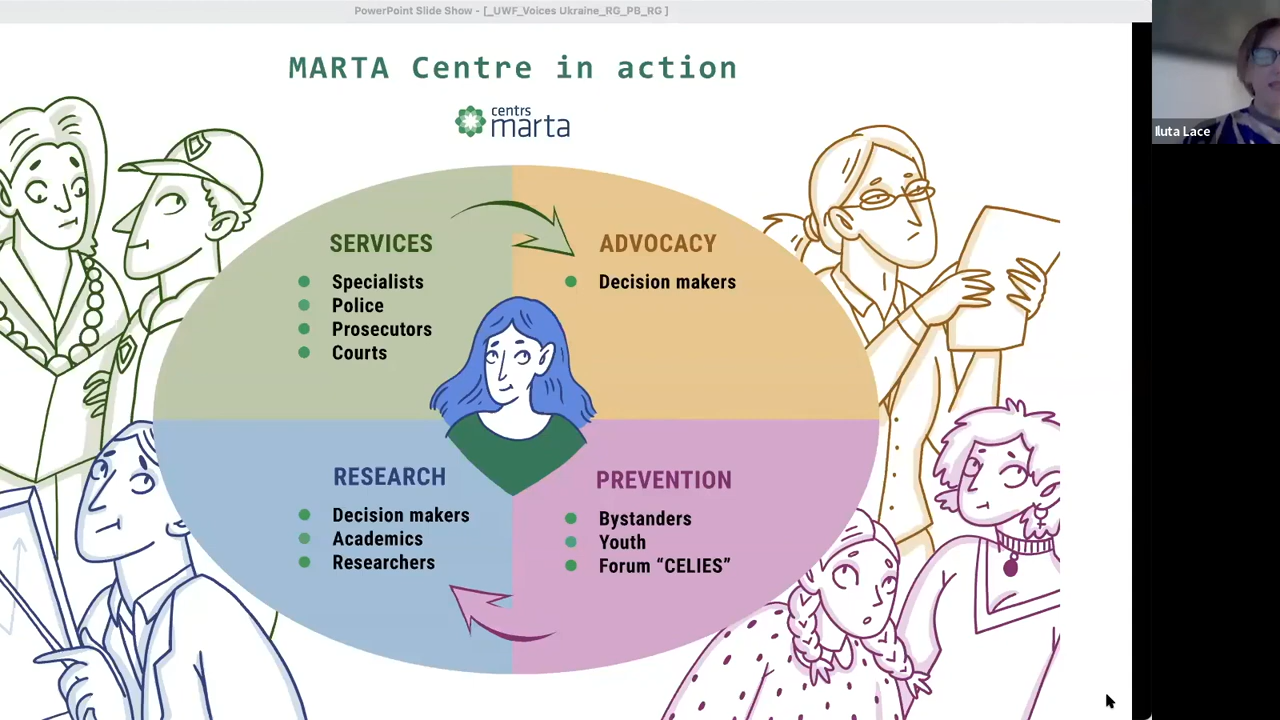 PowerPoint Slide Show - [_UWF_Voices Ukraine_RG_PB_RG ]
MARTA Centre in action
centrs
marta
SERVICES
Specialists
Police
Prosecutors
Courts
ADVOCACY
Decision makers
RESEARCH
Decision makers
Academics
Researchers
PREVENTION
Bystanders
Youth
Forum “CELIES”
Iluta Lace